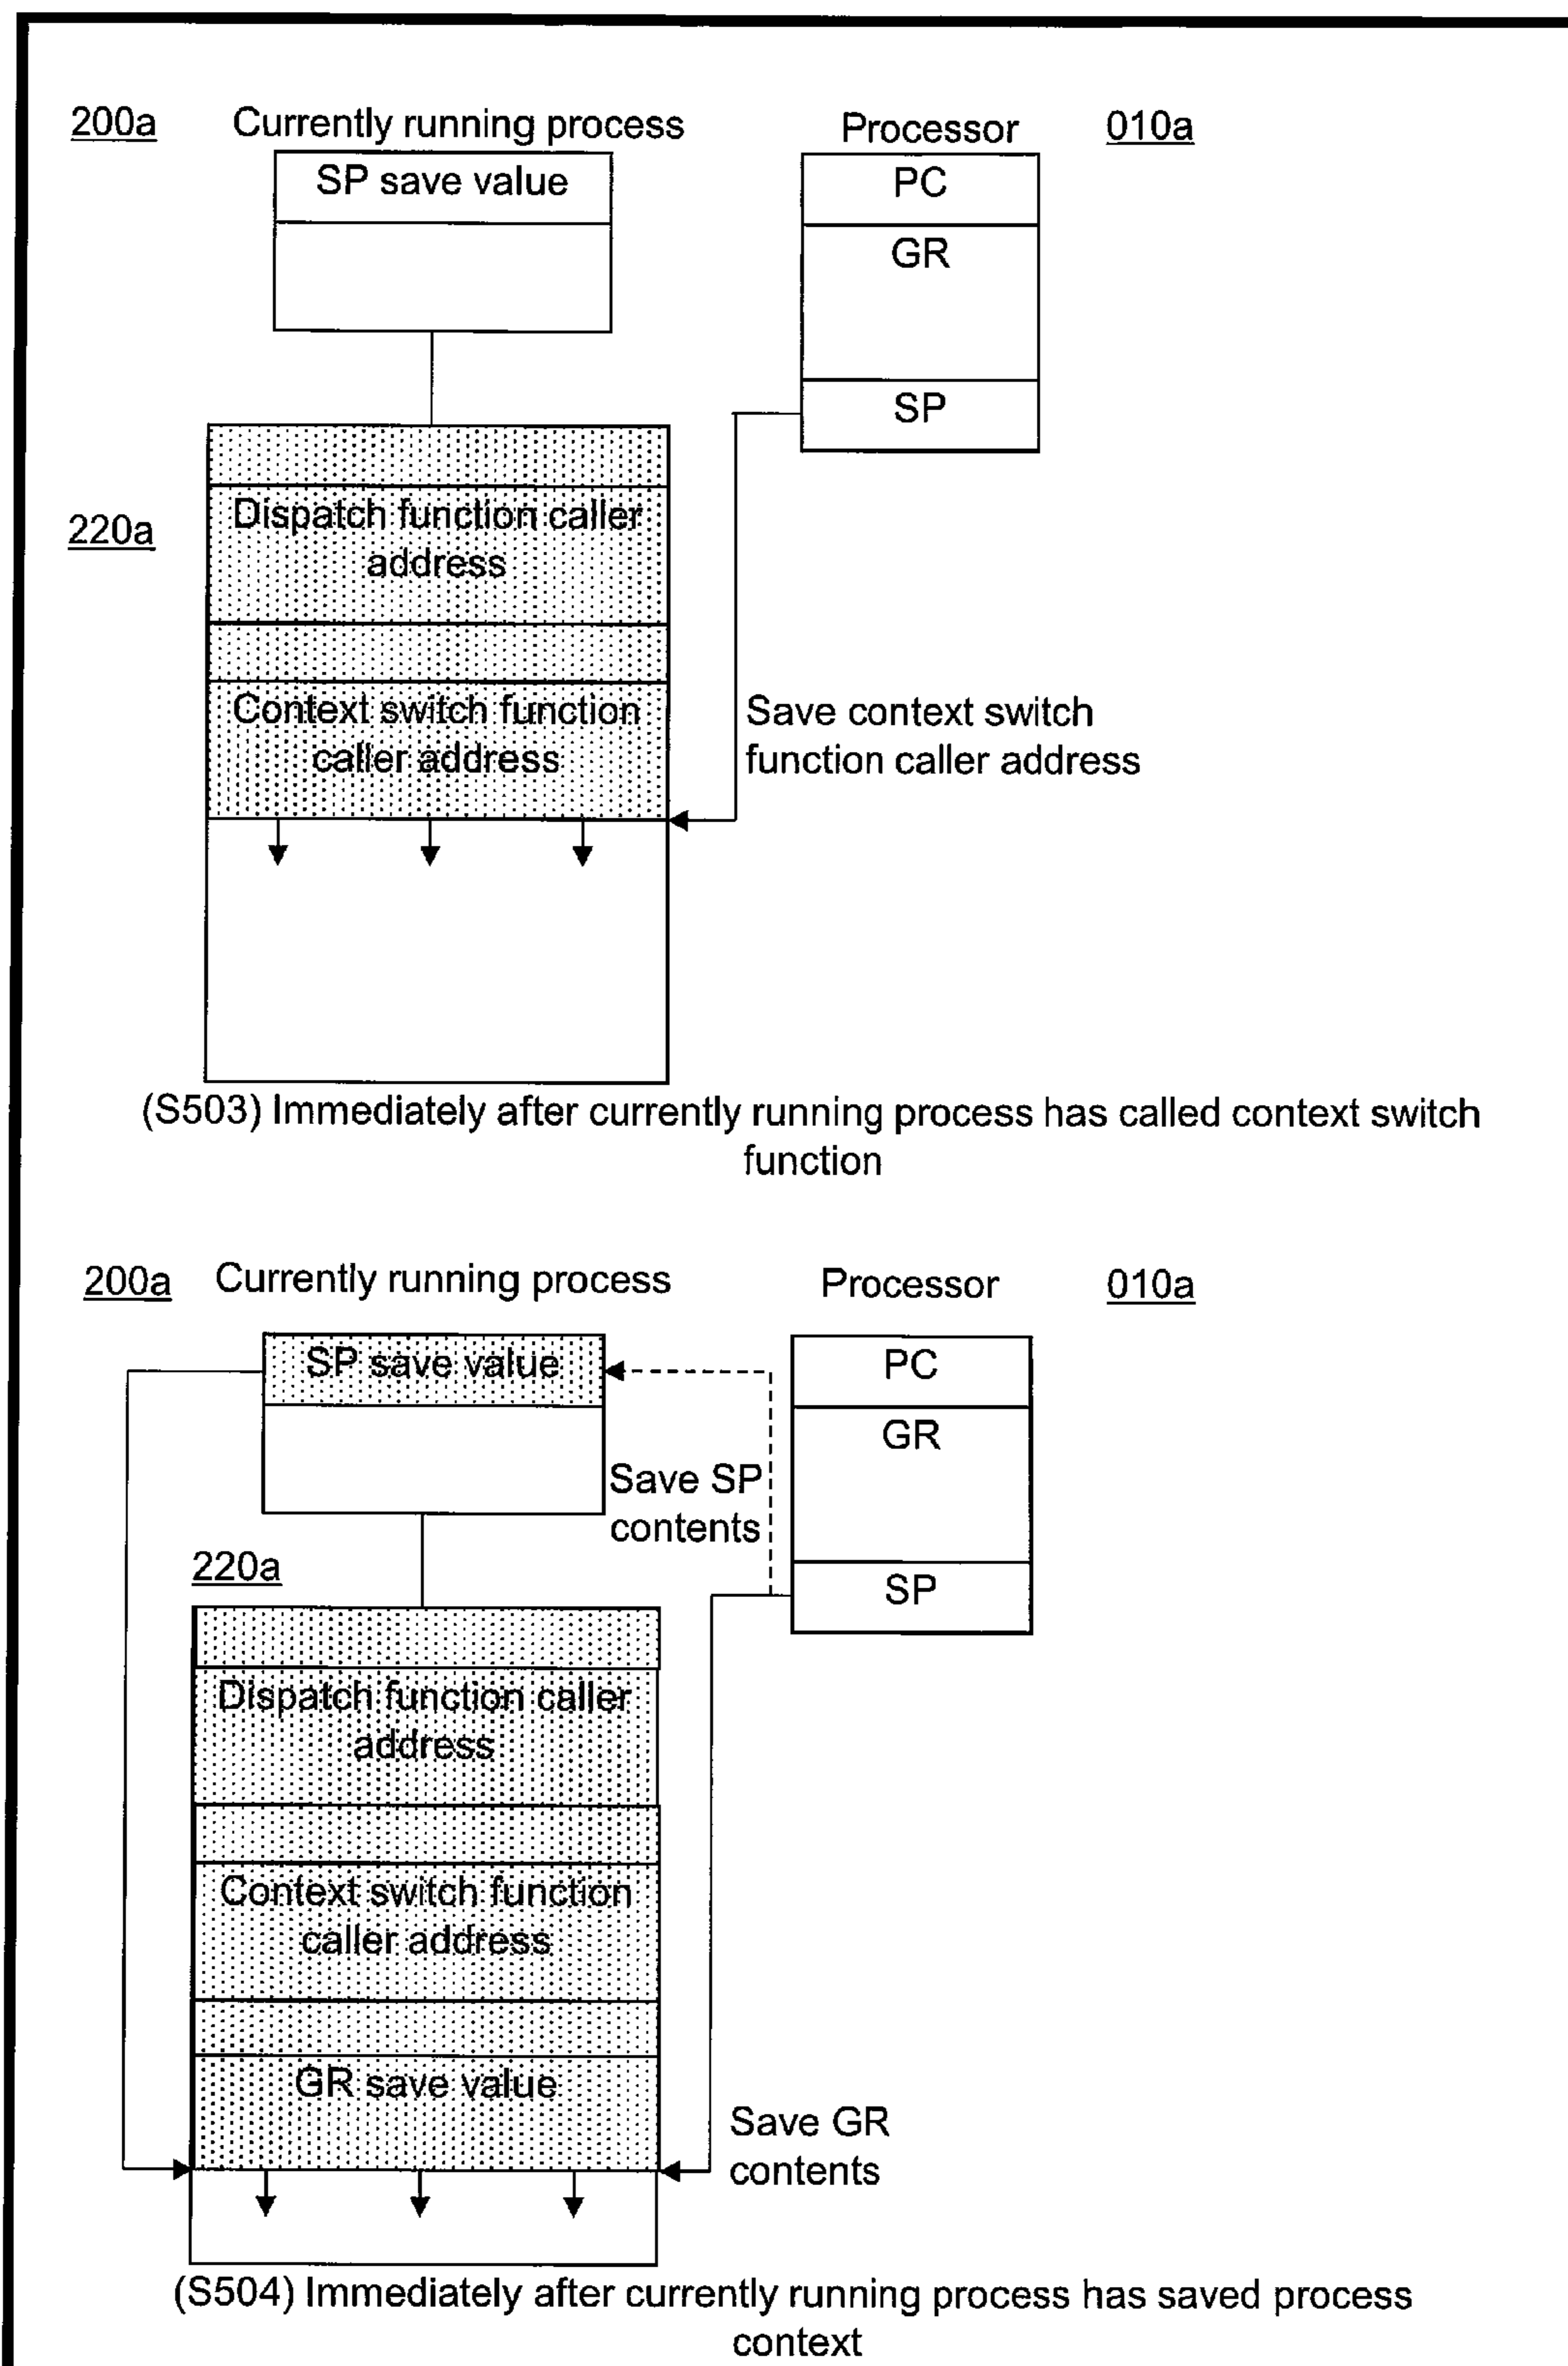 200a Currently running process Processor 010a
SP save value
PC
GR
SP
220a
Dispatch function caller
address
Context switch function
caller address
Save context switch
function caller address
(S503) Immediately after currently running process has called context switch
function
200a Currently running process Processor 010a
SP save value
PC
GR
Save SP
contents
SP
220a
Dispatch function caller
address
Context switch function
caller address
GR save value
Save GR
contents
(S504) Immediately after currently running process has saved process
context